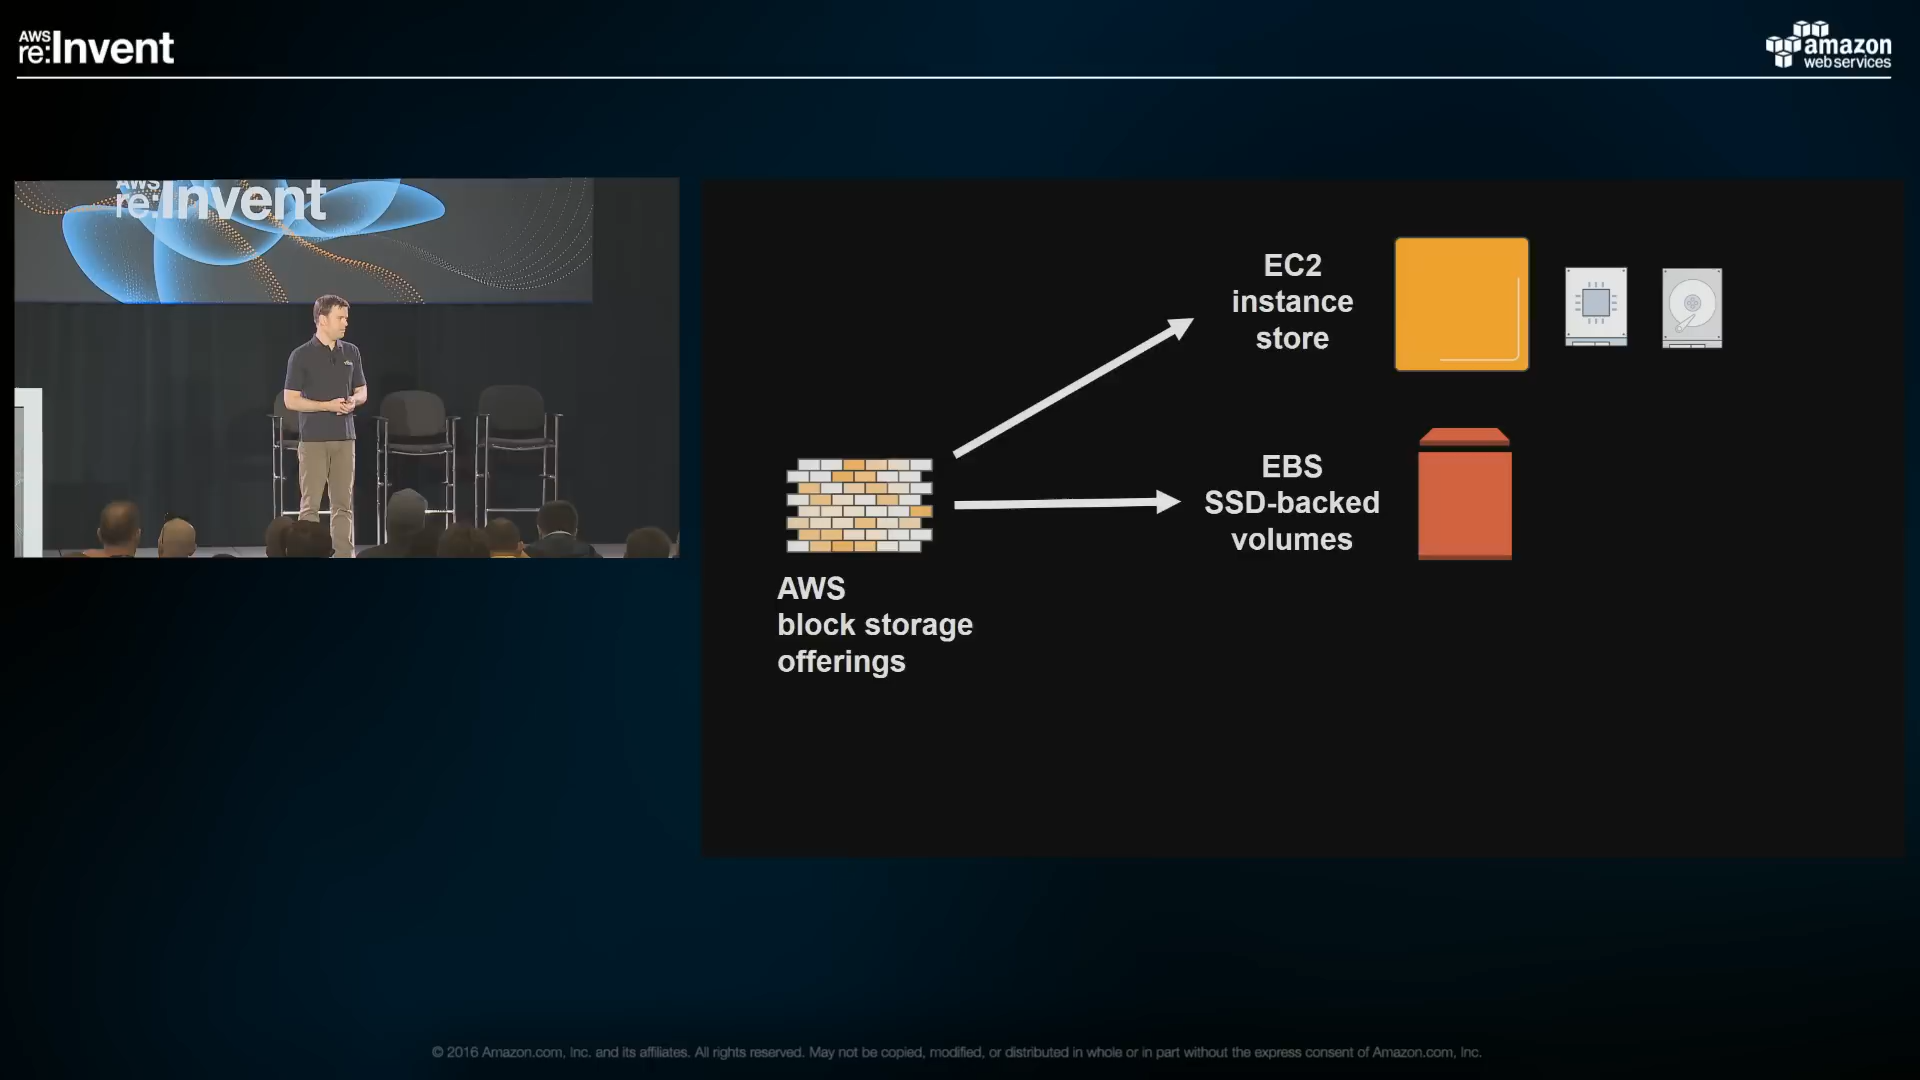 AWS
re:Invent
amazon
web services
AWS
re:Invent
EC2
instance
store
EBS
SSD-backed
volumes
AWS
block storage
offerings
© 2016 Amazon.com, Inc. and its affiliates. All rights reserved. May not be copied, modified, or distributed in whole or in part without the express consent of Amazon.com, Inc.